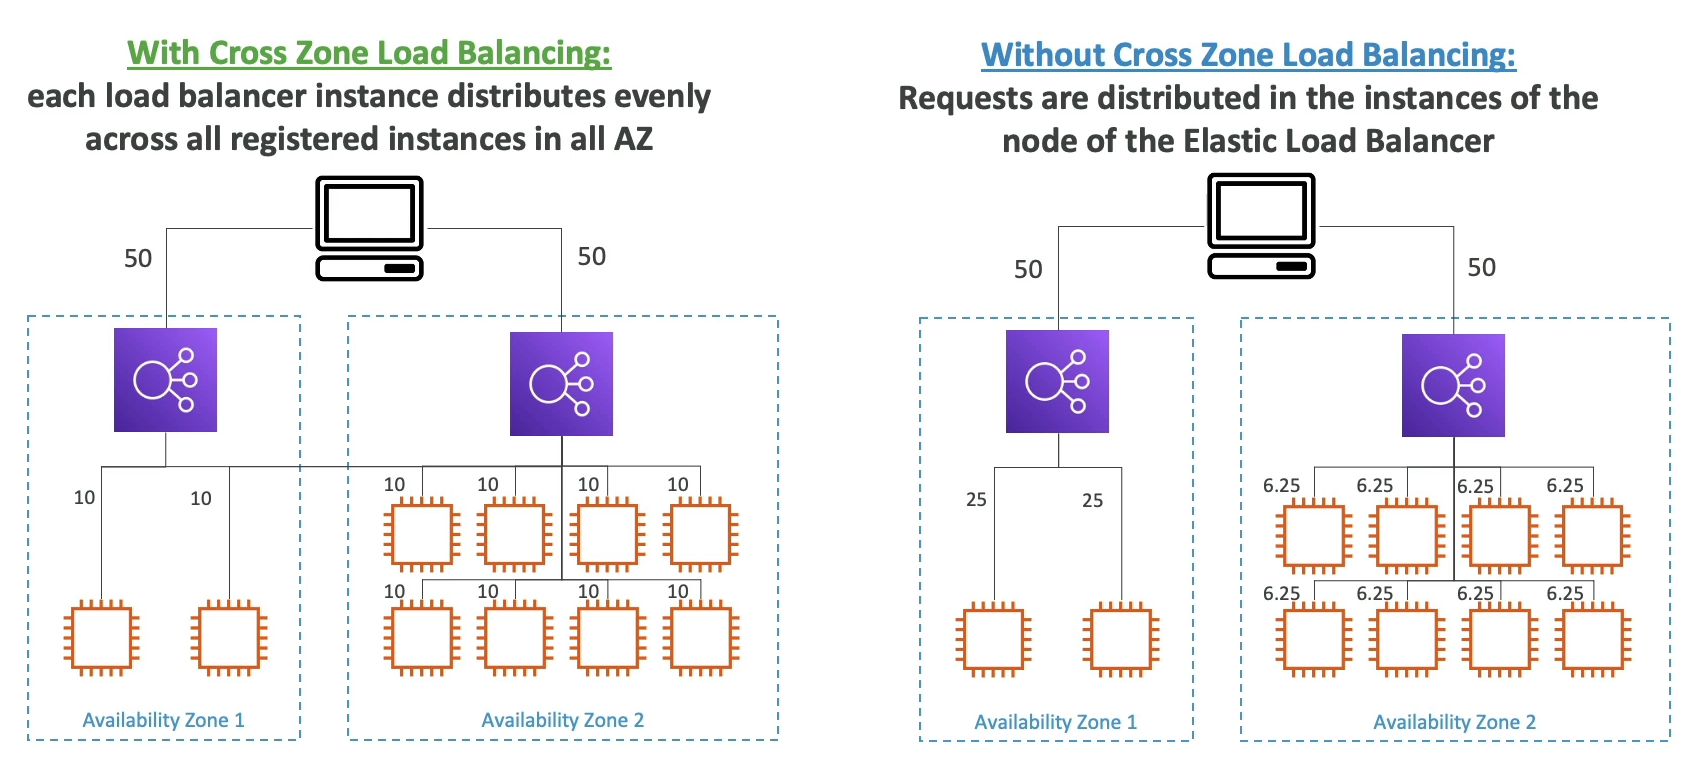 With Cross Zone Load Balancing:
each load balancer instance distributes evenly
across all registered instances in all AZ
50
50
10
10
10
10
10
10
10
10
10
10
Availability Zone 1
Availability Zone 2
Without Cross Zone Load Balancing:
Requests are distributed in the instances of the
node of the Elastic Load Balancer
50
50
25
25
6.25
6.25
6.25
6.25
6.25
6.25
6.25
6.25
Availability Zone 1
Availability Zone 2